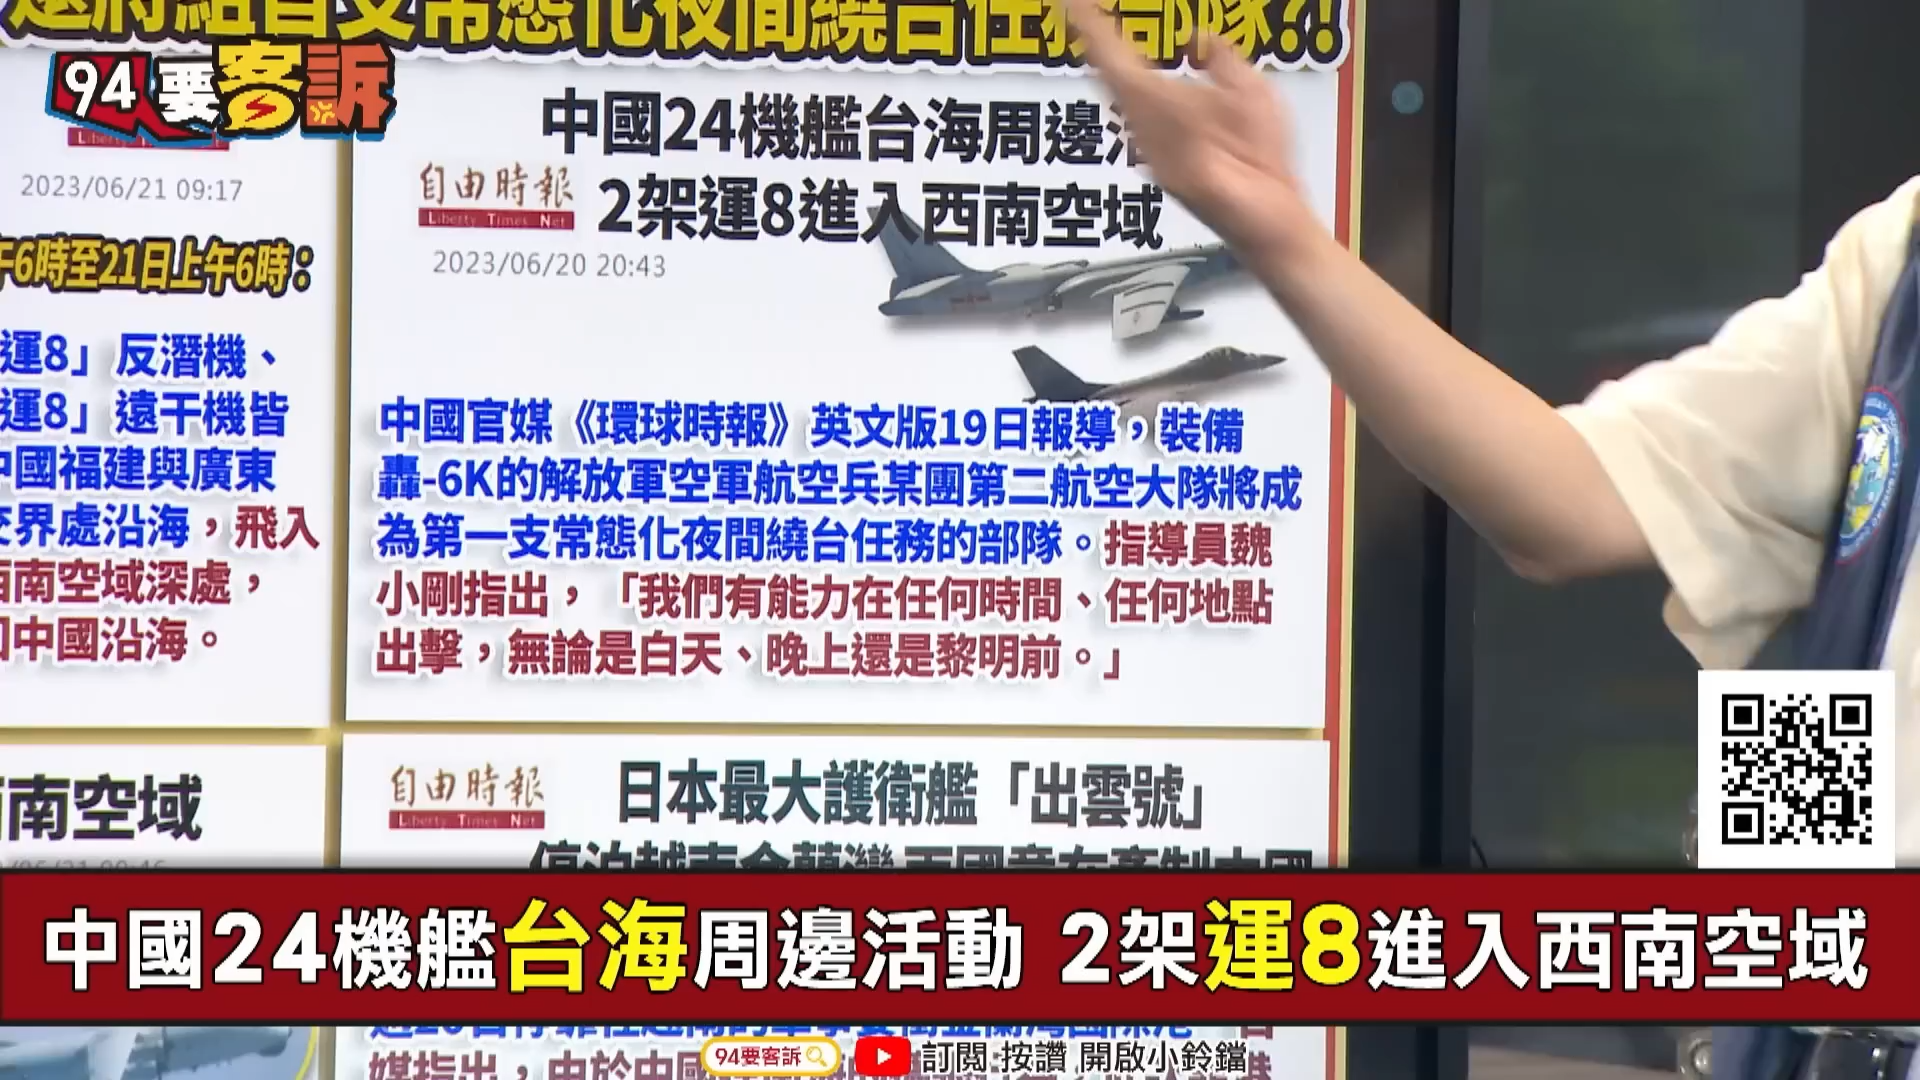 94要客訴
中國24機艦台海周邊活
2架運8進入西南空域
自由時報
Liberty Times Net
2023/06/20 20:43
中國官媒《環球時報》英文版19日報導，裝備
轟-6K的解放軍空軍航空兵某團第二航空大隊將成
為第一支常態化夜間繞台任務的部隊。指導員魏
小剛指出，「我們有能力在任何時間、任何地點
出擊，無論是白天、晚上還是黎明前。」
2023/06/21 09:17
午6時至21日上午6時：
運8」反潛機、
運8」遠干機皆
中國福建與廣東
交界處沿海，飛入
西南空域深處，
回中國沿海。
南空域
自由時報
Liberty Times Net
日本最大護衛艦「出雲號」
中國24機艦台海周邊活動 2架運8進入西南空域
94要客訴
訂閱 按讚 開啟小鈴鐺